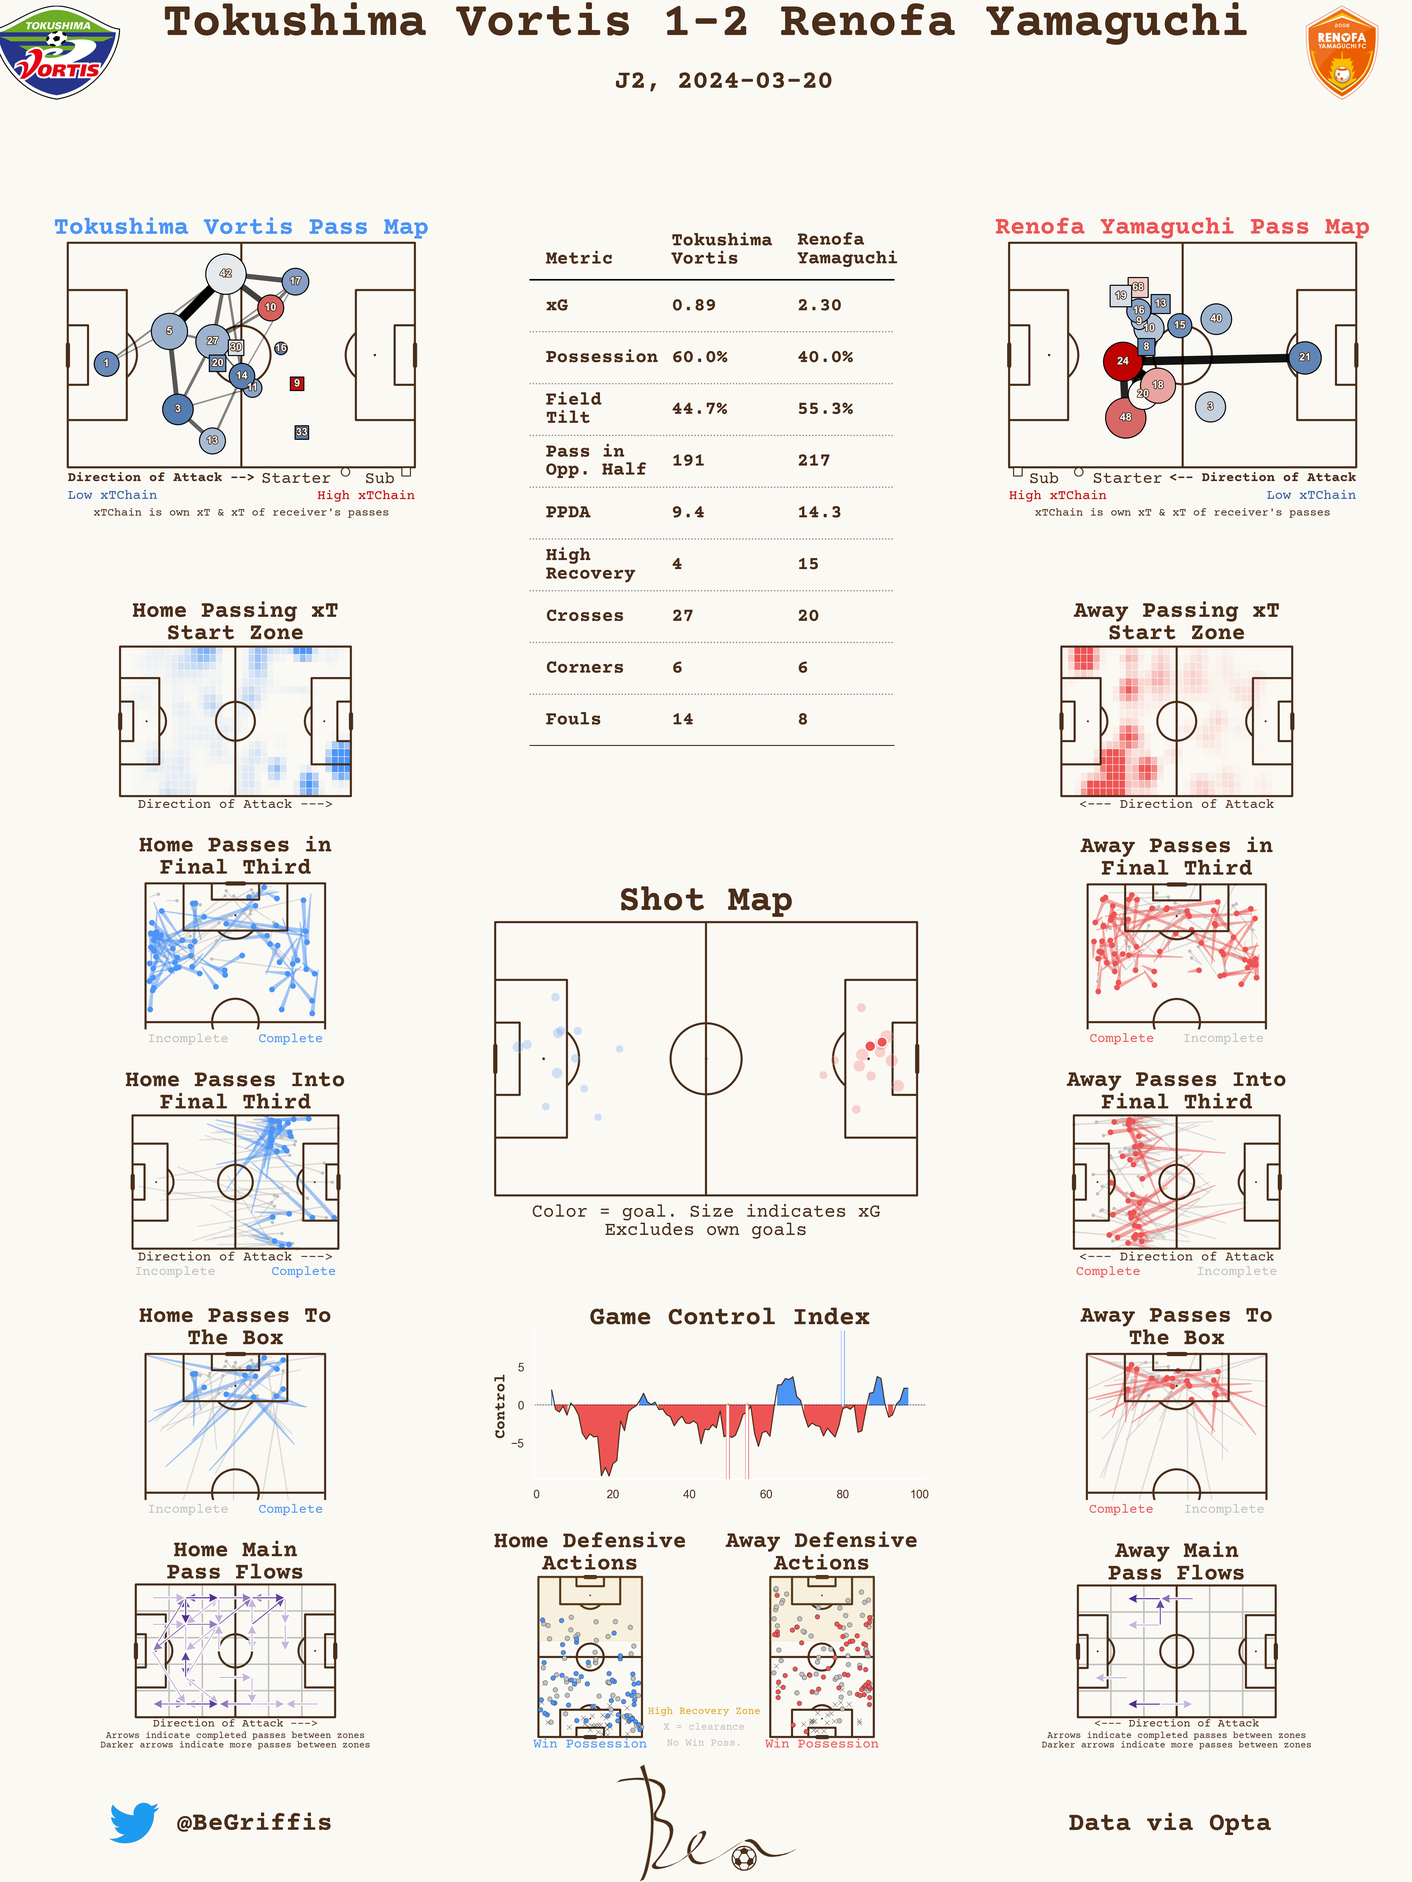 Tokushima Vortis 1-2 Renofa Yamaguchi
J2, 2024-03-20
TOKUSHIMA
VORTIS
2006
RENOFA
YAMAGUCHI FC
Tokushima Vortis Pass Map
42
17
10
5
27
30
16
1
20
14
11
9
3
33
13
Direction of Attack --> Starter Sub
Low xTChain High xTChain
xTChain is own xT & xT of receiver's passes
Metric
Tokushima
Vortis
Renofa
Yamaguchi
xG 0.89 2.30
Possession 60.0% 40.0%
Field
Tilt 44.7% 55.3%
Pass in
Opp. Half 191 217
PPDA 9.4 14.3
High
Recovery 4 15
Crosses 27 20
Corners 6 6
Fouls 14 8
Renofa Yamaguchi Pass Map
68
19
13
16
9
10
15
40
8
24
21
18
20
3
48
Sub Starter <-- Direction of Attack
High xTChain Low xTChain
xTChain is own xT & xT of receiver's passes
Home Passing xT
Start Zone
Direction of Attack --->
Away Passing xT
Start Zone
<--- Direction of Attack
Home Passes in
Final Third
Incomplete Complete
Away Passes in
Final Third
Complete Incomplete
Shot Map
Color = goal. Size indicates xG
Excludes own goals
Home Passes Into
Final Third
Direction of Attack --->
Incomplete Complete
Away Passes Into
Final Third
<--- Direction of Attack
Complete Incomplete
Home Passes To
The Box
Incomplete Complete
Game Control Index
Control
5
0
−5
0 20 40 60 80 100
Away Passes To
The Box
Complete Incomplete
Home Main
Pass Flows
Direction of Attack --->
Arrows indicate completed passes between zones
Darker arrows indicate more passes between zones
Home Defensive
Actions
Win Possession
High Recovery Zone
X = clearance
No Win Poss.
Away Defensive
Actions
Win Possession
Away Main
Pass Flows
<--- Direction of Attack
Arrows indicate completed passes between zones
Darker arrows indicate more passes between zones
@BeGriffis
Ben
Data via Opta